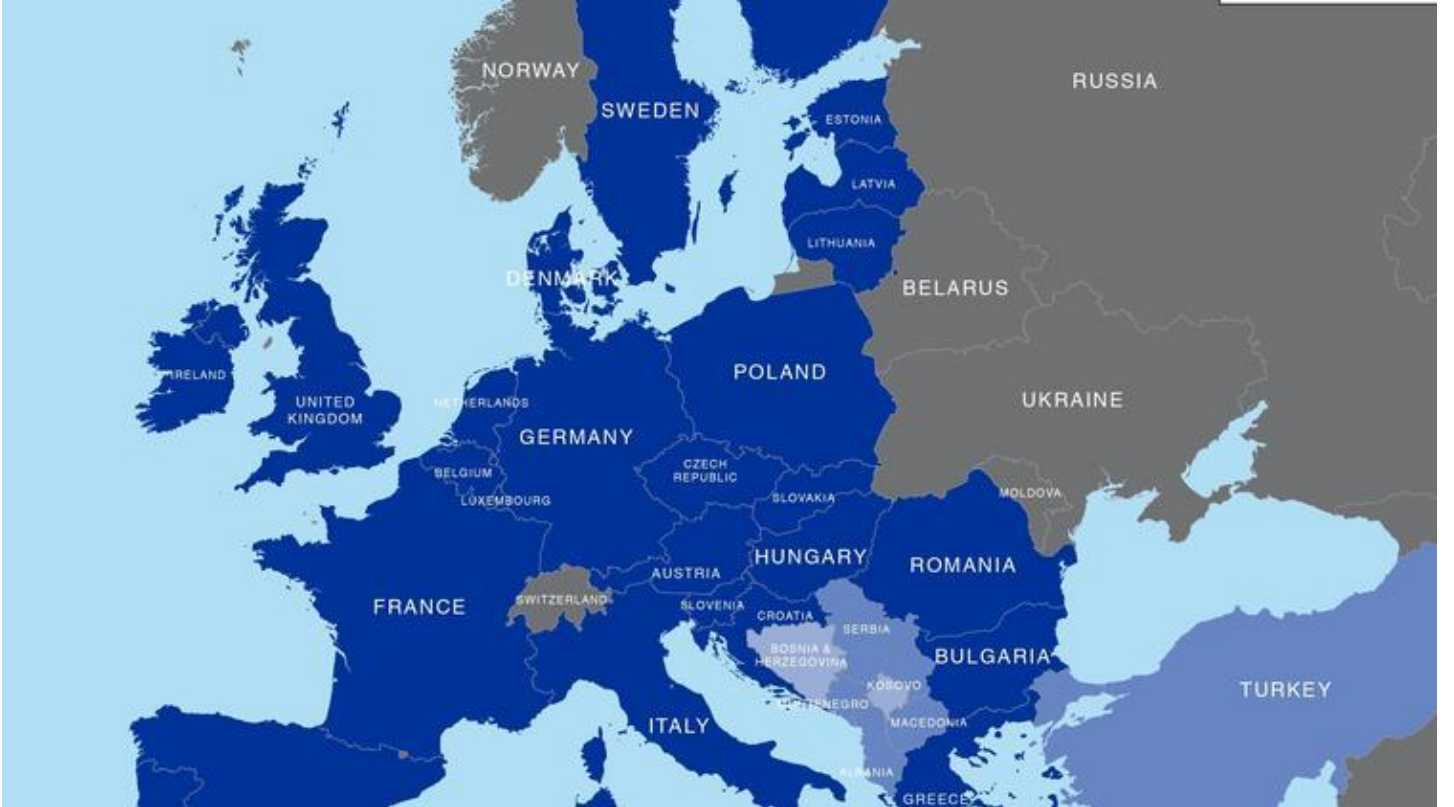 NORWAY
RUSSIA
SWEDEN
ESTONIA
LATVIA
LITHUANIA
DENMARK
BELARUS
IRELAND
POLAND
UNITED
KINGDOM
NETHERLANDS
UKRAINE
GERMANY
BELGIUM
CZECH
REPUBLIC
LUXEMBOURG
SLOVAKIA
MOLDOVA
HUNGARY
ROMANIA
AUSTRIA
SWITZERLAND
FRANCE
SLOVENIA
CROATIA
SERBIA
BOSNIA &
HERZEGOVINA
BULGARIA
KOSOVO
TURKEY
MONTENEGRO
ITALY
MACEDONIA
ALBANIA
GREECE